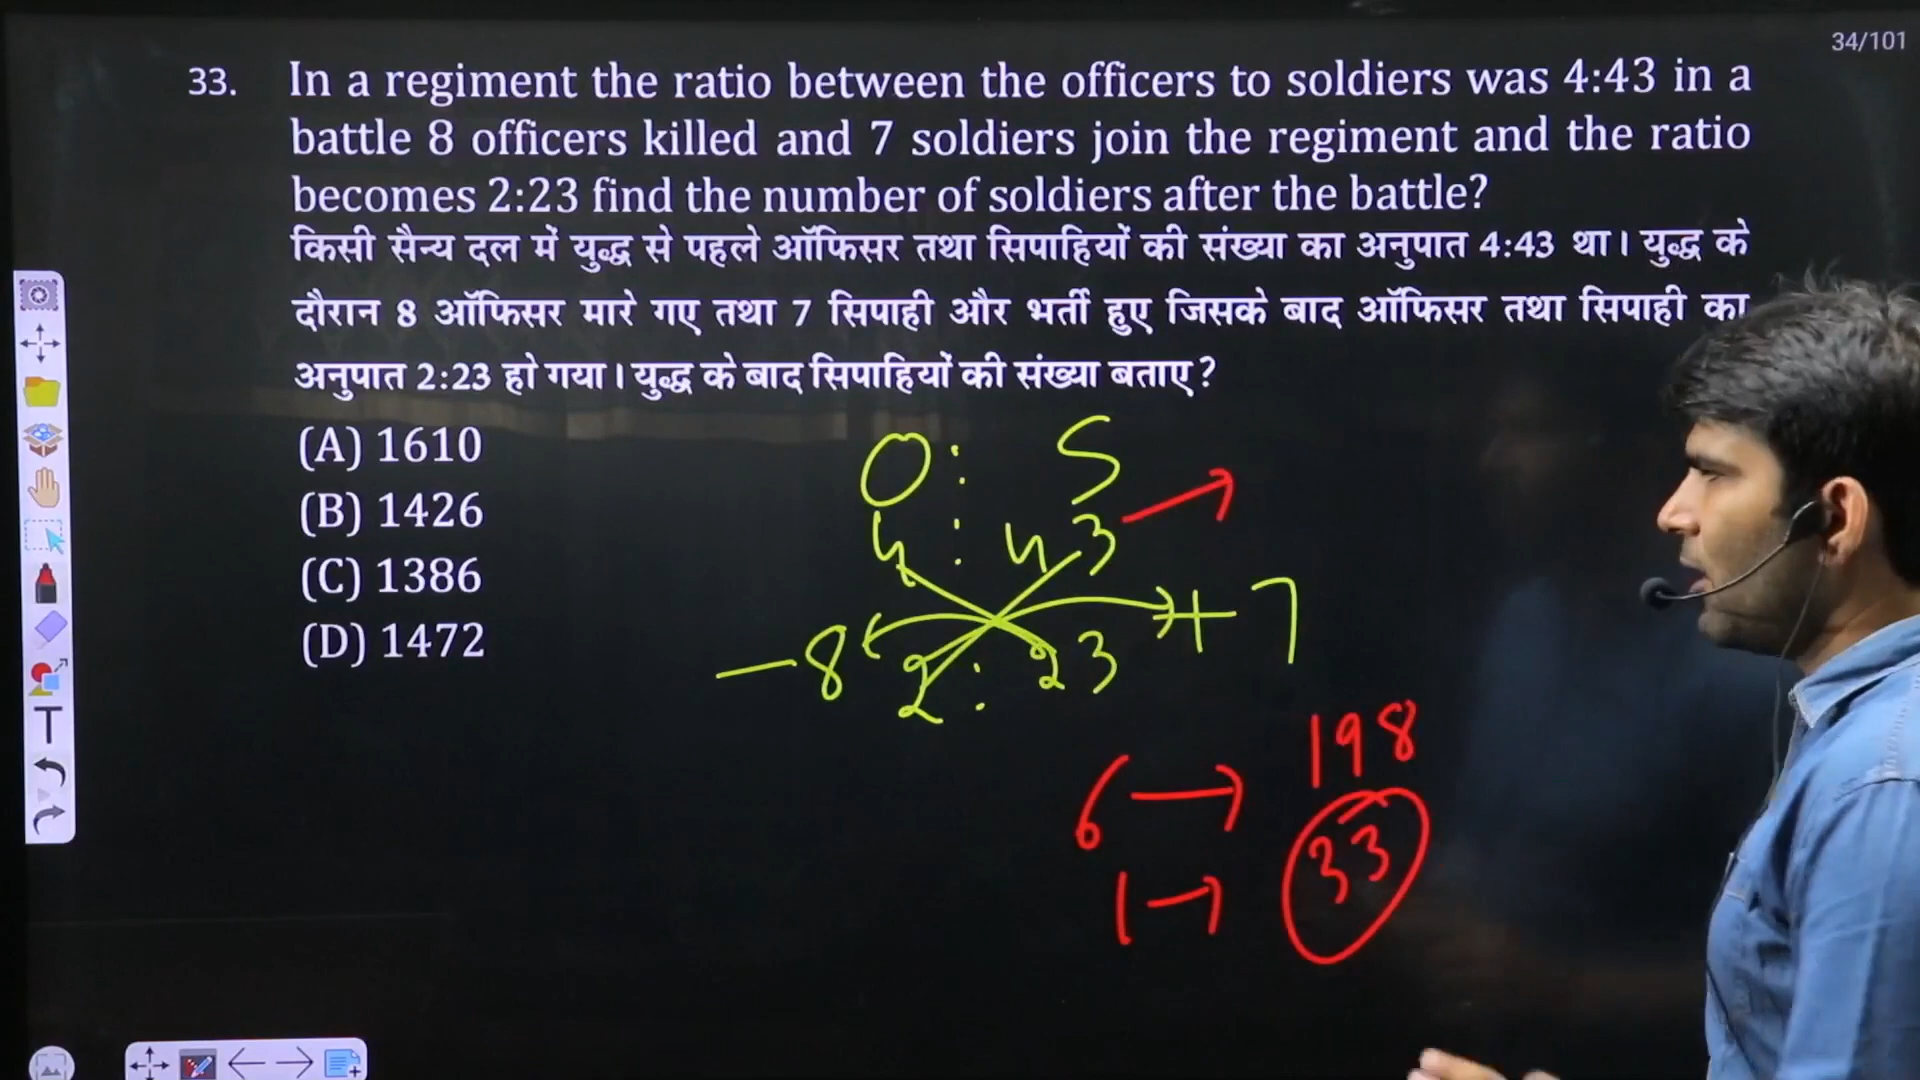 34/101
33. In a regiment the ratio between the officers to soldiers was 4:43 in a
battle 8 officers killed and 7 soldiers join the regiment and the ratio
becomes 2:23 find the number of soldiers after the battle?
किसी सैन्य दल में युद्ध से पहले ऑफिसर तथा सिपाहियों की संख्या का अनुपात 4:43 था। युद्ध के
दौरान 8 ऑफिसर मारे गए तथा 7 सिपाही और भर्ती हुए जिसके बाद ऑफिसर तथा सिपाही का
अनुपात 2:23 हो गया। युद्ध के बाद सिपाहियों की संख्या बताए?
(A) 1610
(B) 1426
(C) 1386
(D) 1472
O : S
4 : 43
-8 2 : 23 +7
6 → 198
1 → 33
T